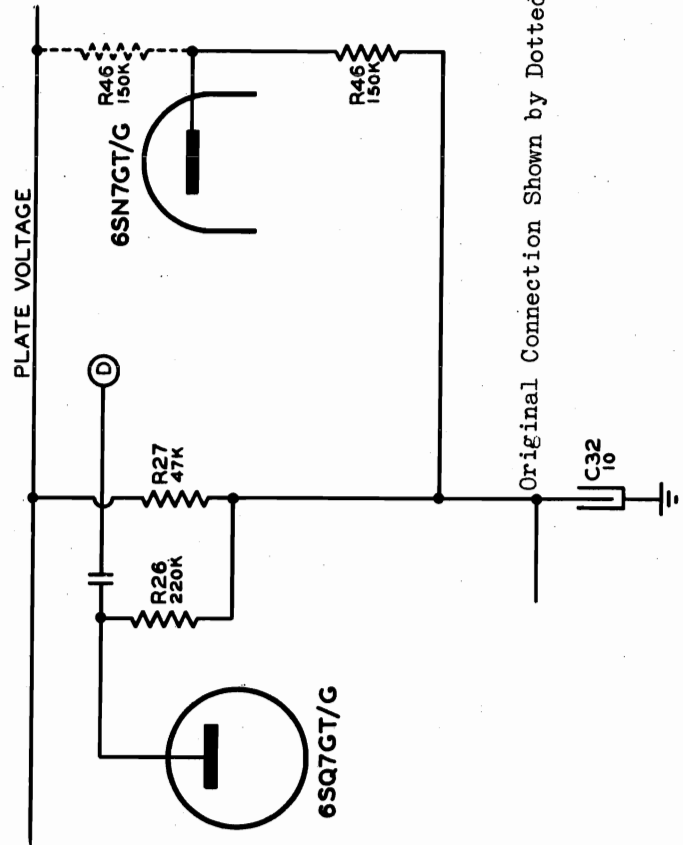 PLATE VOLTAGE
R46
150K
6SN7GT/G
R46
150K
D
R27
47K
R26
220K
6SQ7GT/G
C32
10
Original Connection Shown by Dotted